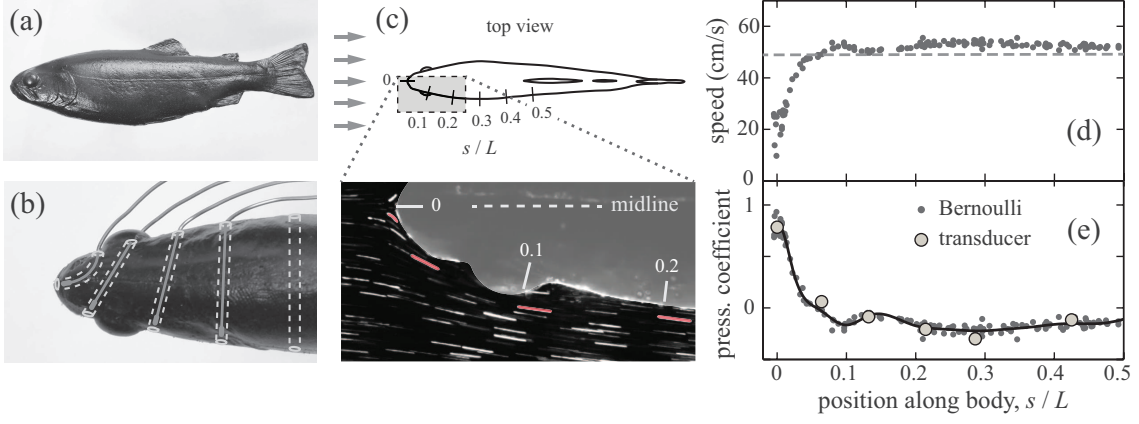 (a)
(b)
(c)
top view
0
0.1
0.2
0.3
0.4
0.5
s / L
0
midline
0.1
0.2
speed (cm/s)
60
40
20
0
(d)
press. coefficient
1
0
Bernoulli
transducer
(e)
0
0.1
0.2
0.3
0.4
0.5
position along body, s / L